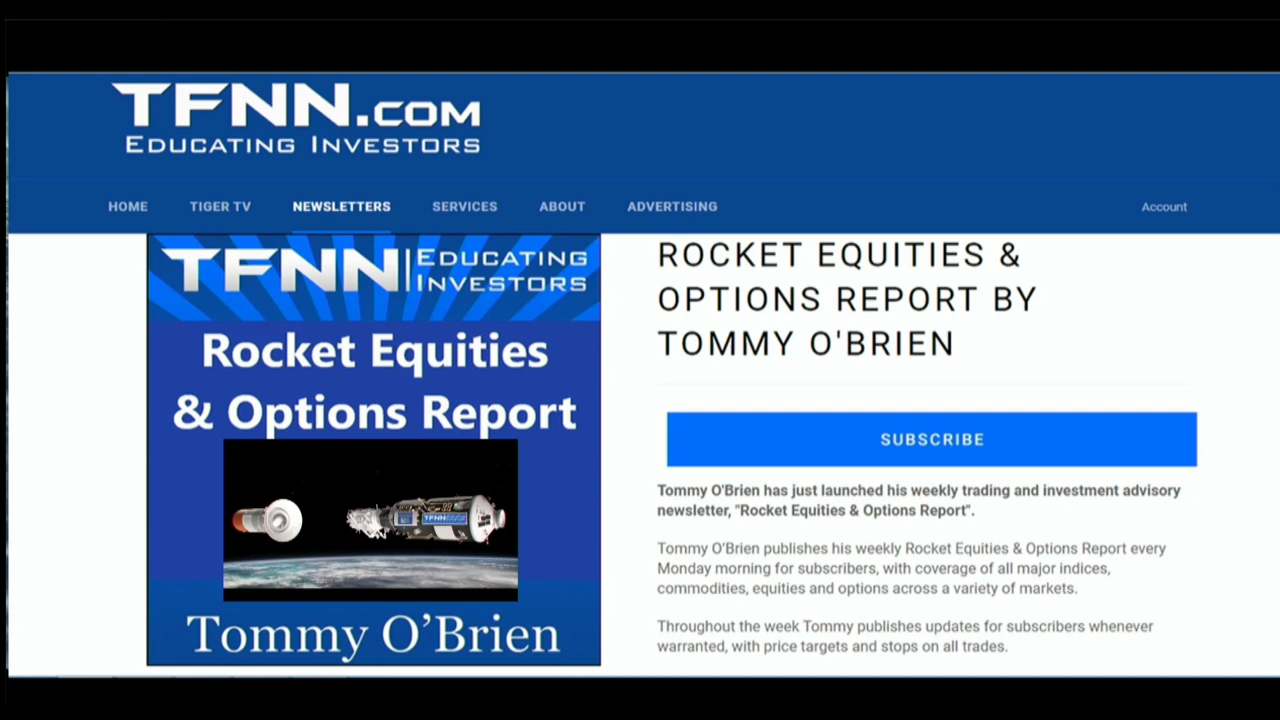 TFNN.COM
EDUCATING INVESTORS
HOME TIGER TV NEWSLETTERS SERVICES ABOUT ADVERTISING Account
TFNN EDUCATING
INVESTORS
Rocket Equities
& Options Report
TFNN
Tommy O’Brien
ROCKET EQUITIES &
OPTIONS REPORT BY
TOMMY O'BRIEN
SUBSCRIBE
Tommy O'Brien has just launched his weekly trading and investment advisory
newsletter, "Rocket Equities & Options Report".
Tommy O’Brien publishes his weekly Rocket Equities & Options Report every
Monday morning for subscribers, with coverage of all major indices,
commodities, equities and options across a variety of markets.
Throughout the week Tommy publishes updates for subscribers whenever
warranted, with price targets and stops on all trades.